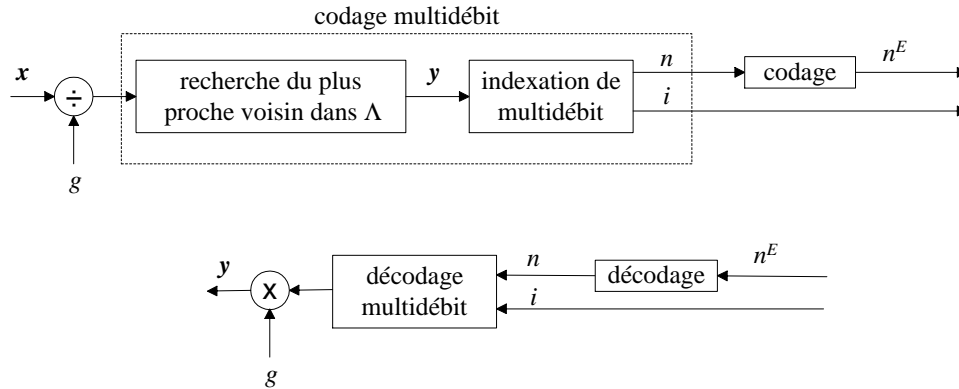 codage multidébit
x
÷
g
recherche du plus
proche voisin dans Λ
y
indexation de
multidébit
n
i
codage
n^E
y
x
g
décodage
multidébit
n
i
décodage
n^E